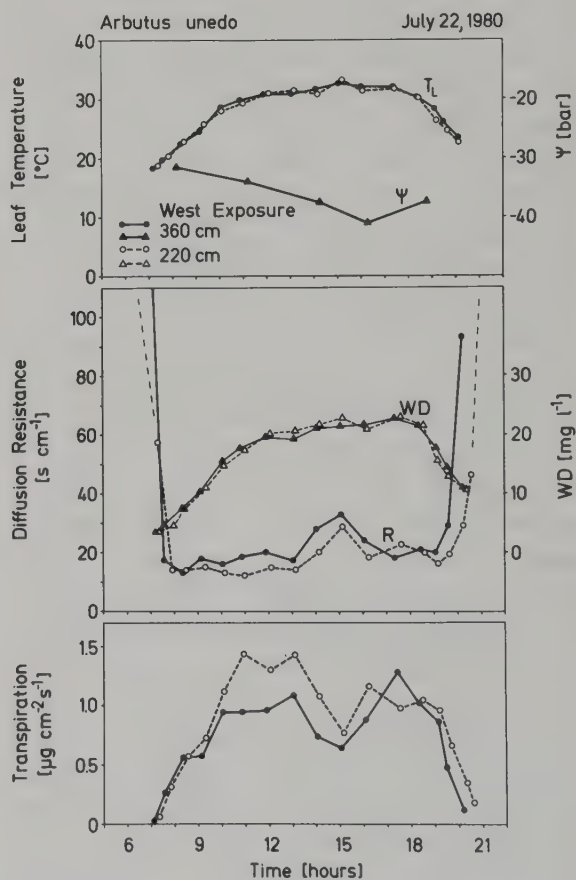 Arbutus unedo July 22, 1980
40
30
20
10
0
Leaf Temperature
[°C]
T_L
Ψ
West Exposure
360 cm
220 cm
-20
-30
-40
Ψ [bar]
100
80
60
40
20
0
Diffusion Resistance
[s cm⁻¹]
WD
R
30
20
10
0
WD [mg l⁻¹]
1.5
1.0
0.5
0
Transpiration
[µg cm⁻²s⁻¹]
6 9 12 15 18 21
Time [hours]